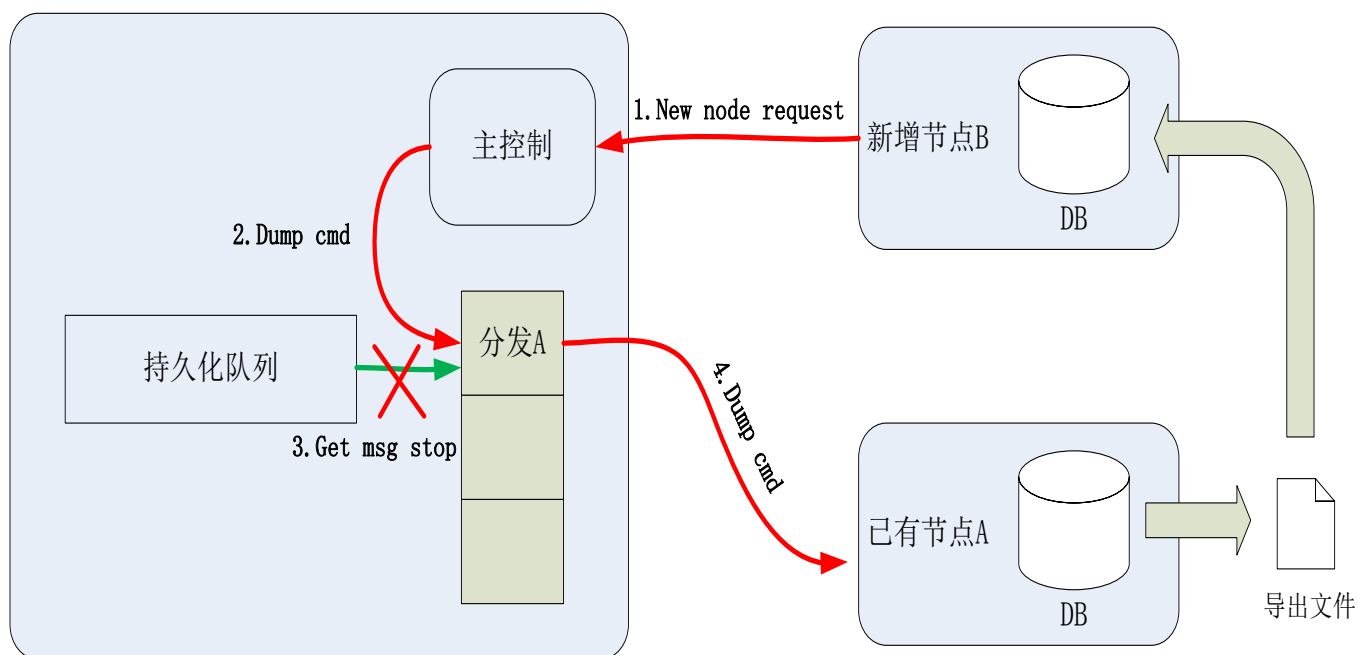 1.New node request
主控制
新增节点B
DB
2.Dump cmd
分发A
持久化队列
3.Get msg stop
4.Dump cmd
已有节点A
DB
导出文件